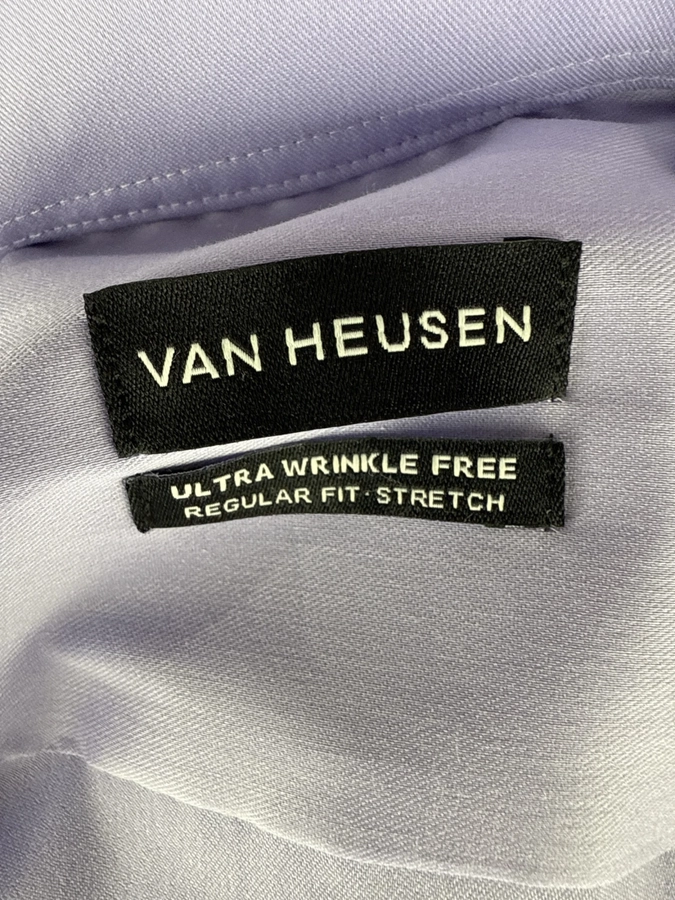 VAN HEUSEN
ULTRA WRINKLE FREE
REGULAR FIT·STRETCH